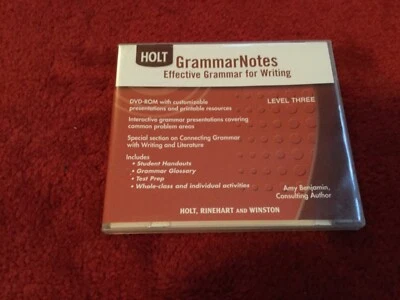 HOLT
GrammarNotes
Effective Grammar for Writing
LEVEL THREE
DVD-ROM with customizable
presentations and printable resources
Interactive grammar presentations covering
common problem areas
Special section on Connecting Grammar
with Writing and Literature
Includes
• Student Handouts
• Grammar Glossary
• Test Prep
• Whole-class and individual activities
Amy Benjamin,
Consulting Author
HOLT, RINEHART AND WINSTON